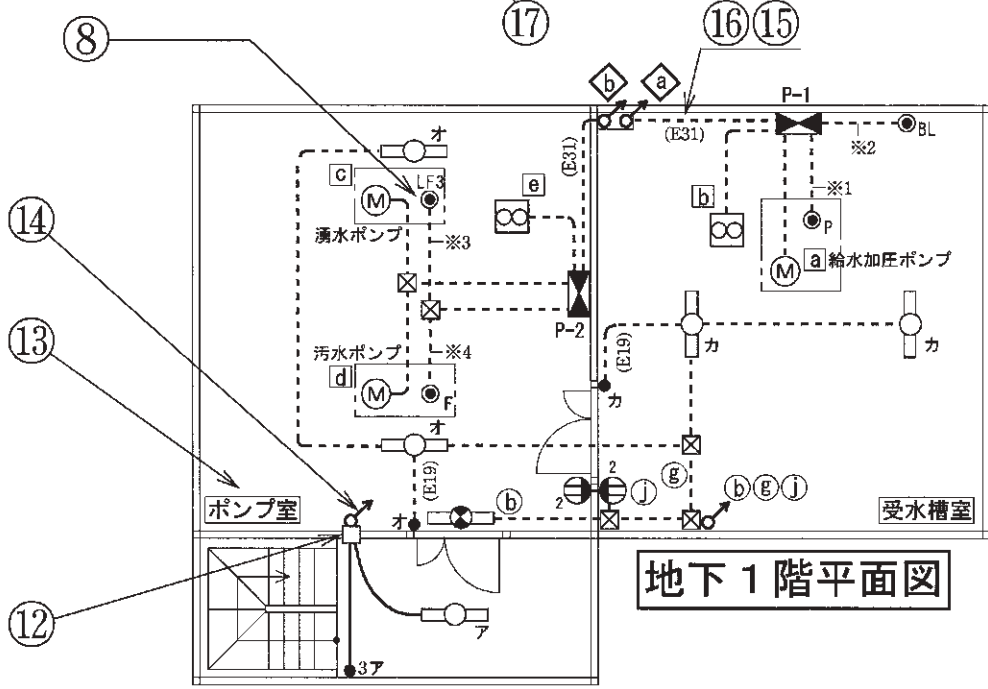 ⑰
⑧
⑯ ⑮
b a
P-1
オ
(E31)
(E31)
※2
BL
c
LF3
M
e
b
※1
P
湧水ポンプ
※3
a 給水加圧ポンプ
M
⑭
P-2
汚水ポンプ
※4
カ
カ
d
M
F
(E19)
カ
⑬
オ
(E19)
2
g
ポンプ室
オ
b
2
j
b g j
受水槽室
地下1階平面図
⑫
ア
3ア